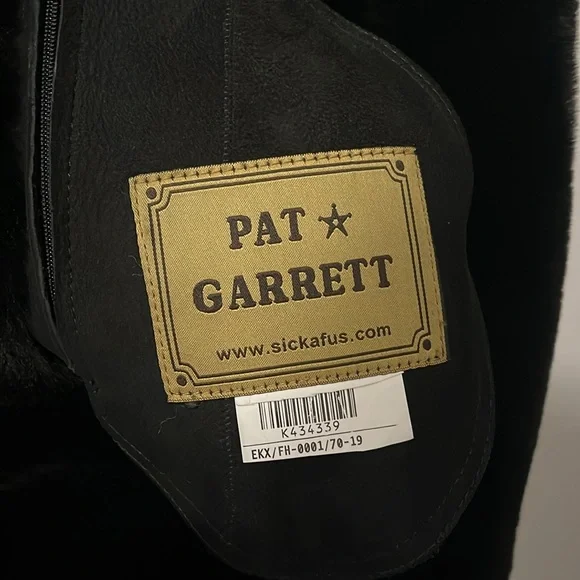 PAT
GARRETT
www.sickafus.com
K434339
EKX/FH-0001/70-19